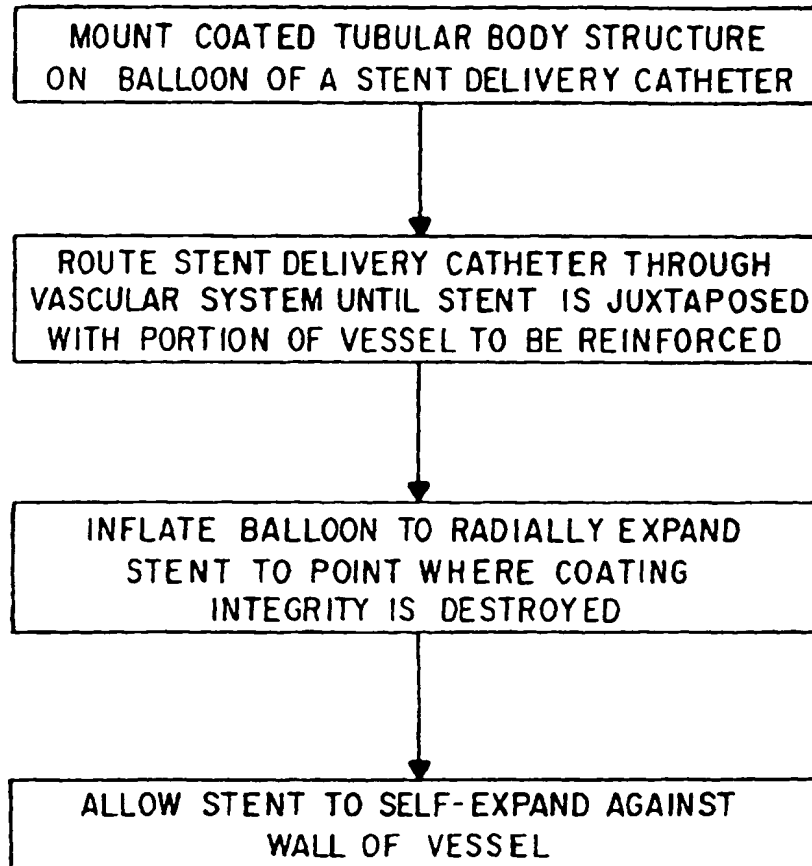 MOUNT COATED TUBULAR BODY STRUCTURE
ON BALLOON OF A STENT DELIVERY CATHETER
ROUTE STENT DELIVERY CATHETER THROUGH
VASCULAR SYSTEM UNTIL STENT IS JUXTAPOSED
WITH PORTION OF VESSEL TO BE REINFORCED
INFLATE BALLOON TO RADIALLY EXPAND
STENT TO POINT WHERE COATING
INTEGRITY IS DESTROYED
ALLOW STENT TO SELF-EXPAND AGAINST
WALL OF VESSEL